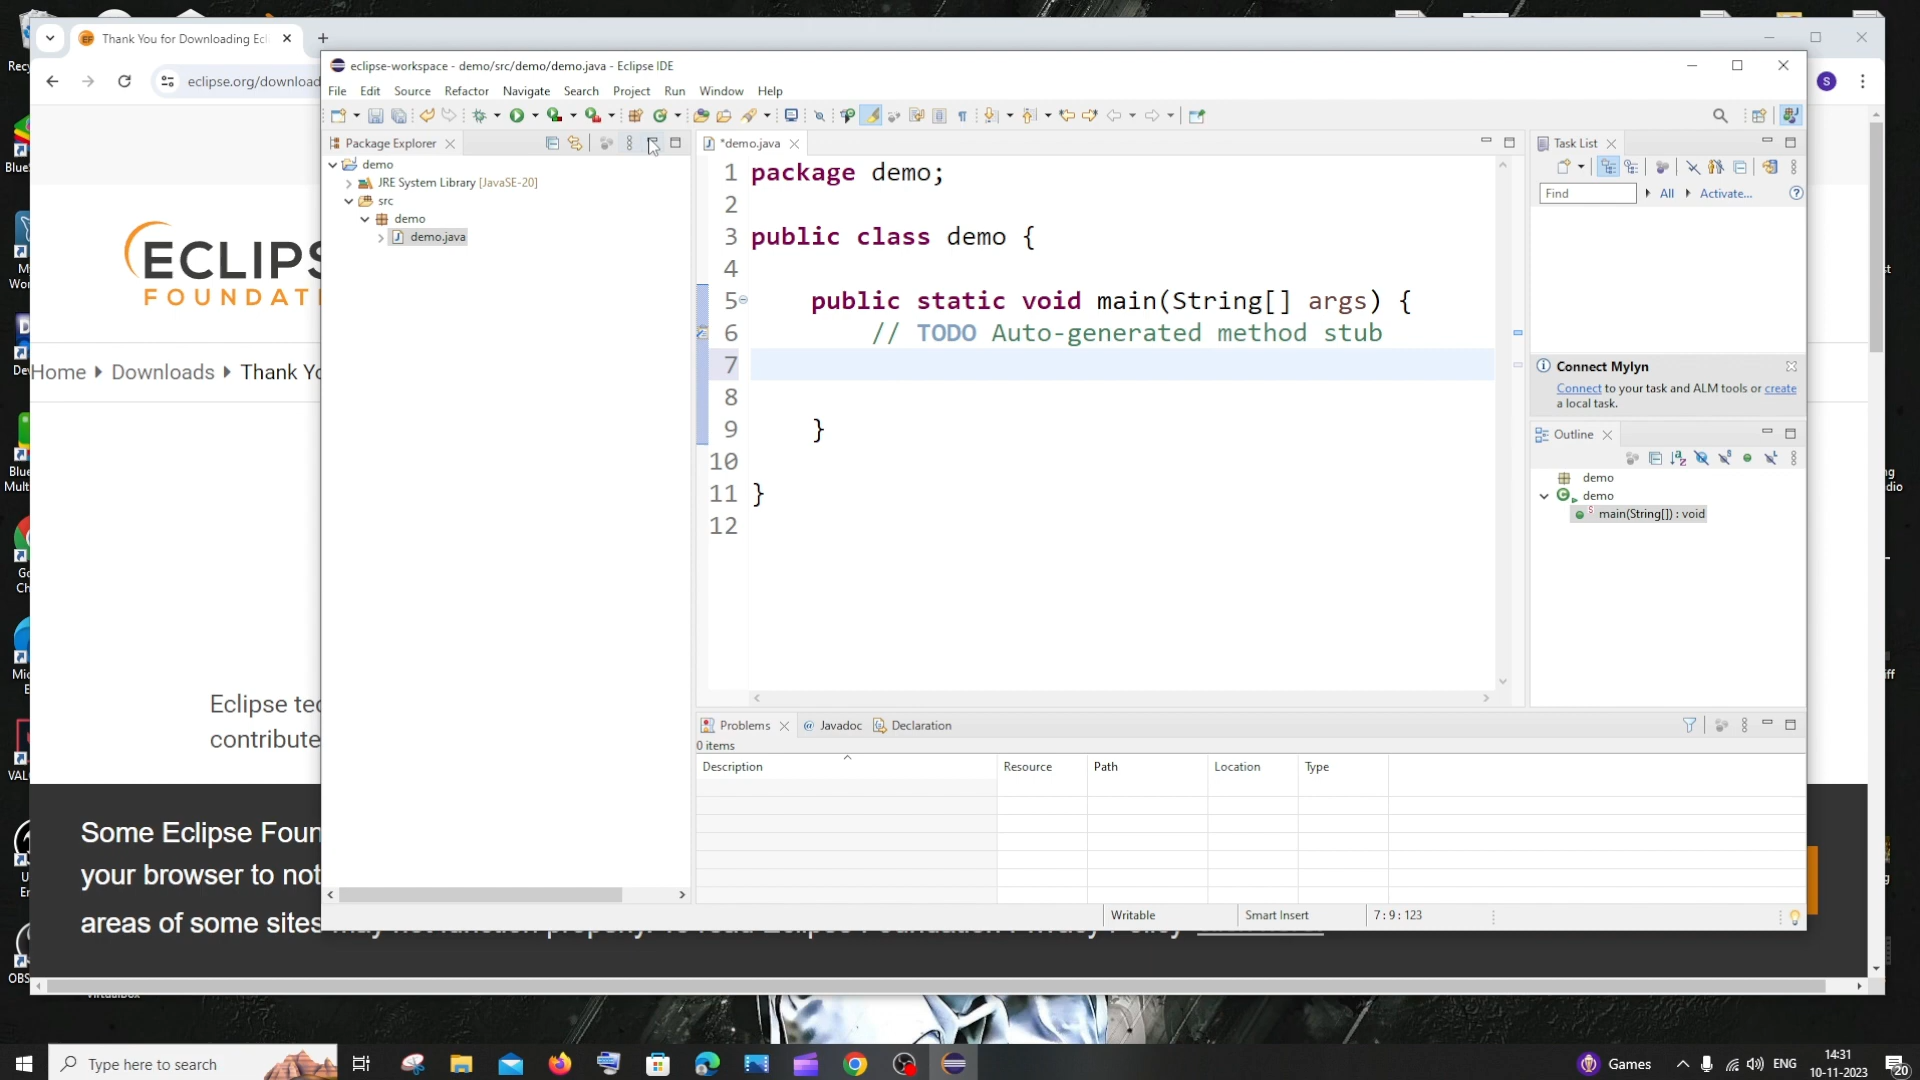 Thank You for Downloading Ecl
eclipse.org/download
eclipse-workspace - demo/src/demo/demo.java - Eclipse IDE
File Edit Source Refactor Navigate Search Project Run Window Help
Package Explorer
demo
JRE System Library [JavaSE-20]
src
demo
demo.java
*demo.java
1 package demo;
2
3 public class demo {
4
5 public static void main(String[] args) {
6 // TODO Auto-generated method stub
7
8
9 }
10
11 }
12
Task List
Find All Activate...
Connect Mylyn
Connect to your task and ALM tools or create
a local task.
Outline
demo
demo
main(String[]) : void
Problems @ Javadoc Declaration
0 items
Description Resource Path Location Type
Writable Smart Insert 7 : 9 : 123
ECLIPS
FOUNDAT
Home Downloads Thank Yo
Eclipse tec
contribute
Some Eclipse Foun
your browser to not
areas of some sites
S
Type here to search
Games
ENG
14:31
10-11-2023
20